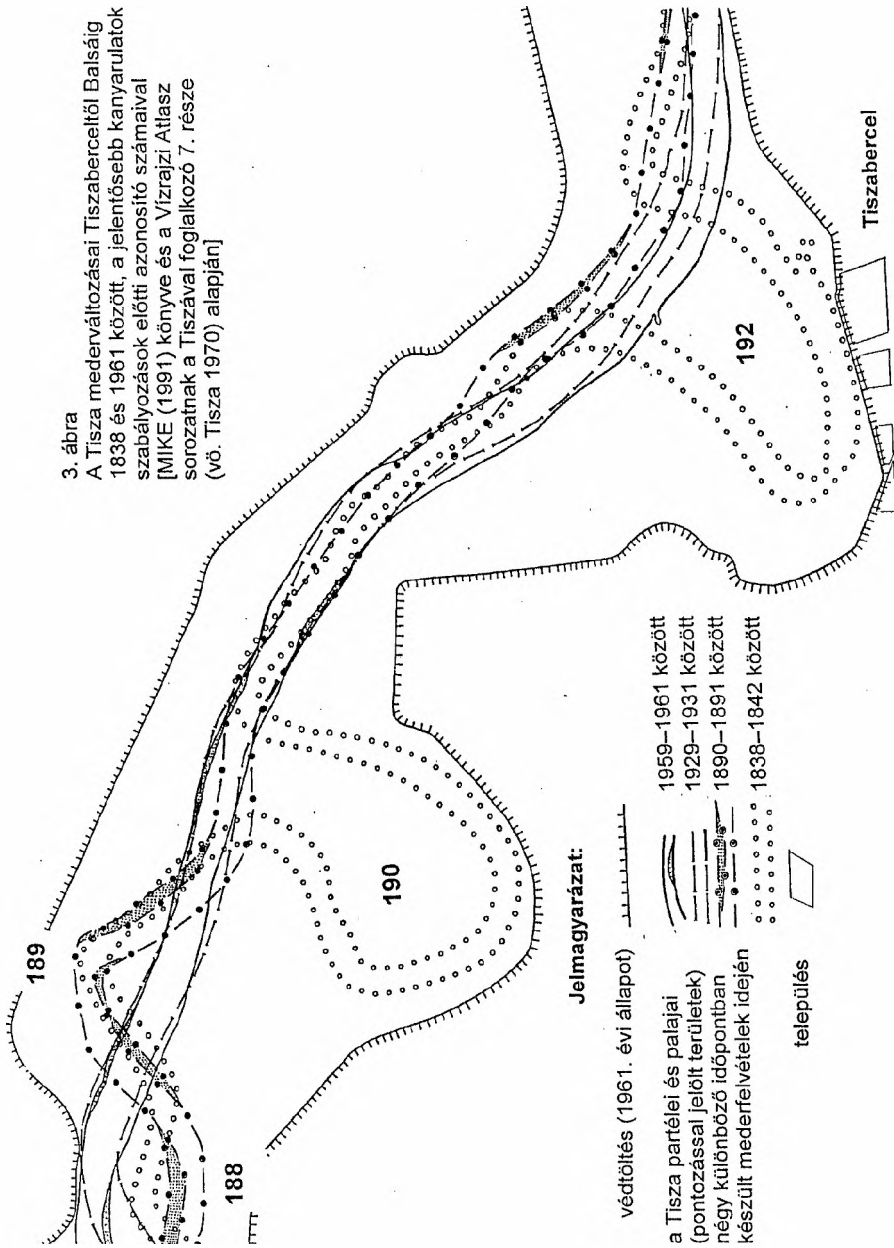 3. ábra
A Tisza mederváltozásai Tiszaberceltől Balsáig
1838 és 1961 között, a jelentősebb kanyarulatok
szabályozások előtti azonosító számaival
[MIKE (1991) könyve és a Vízrajzi Atlasz
sorozatnak a Tiszával foglalkozó 7. része
(vö. Tisza 1970) alapján]
189
188
190
192
Tiszabercel
Jelmagyarázat:
védtöltés (1961. évi állapot)
a Tisza partélei és palajai
(pontozással jelölt területek)
négy különböző időpontban
készült mederfelvételek idején
1959–1961 között
1929–1931 között
1890–1891 között
1838–1842 között
település